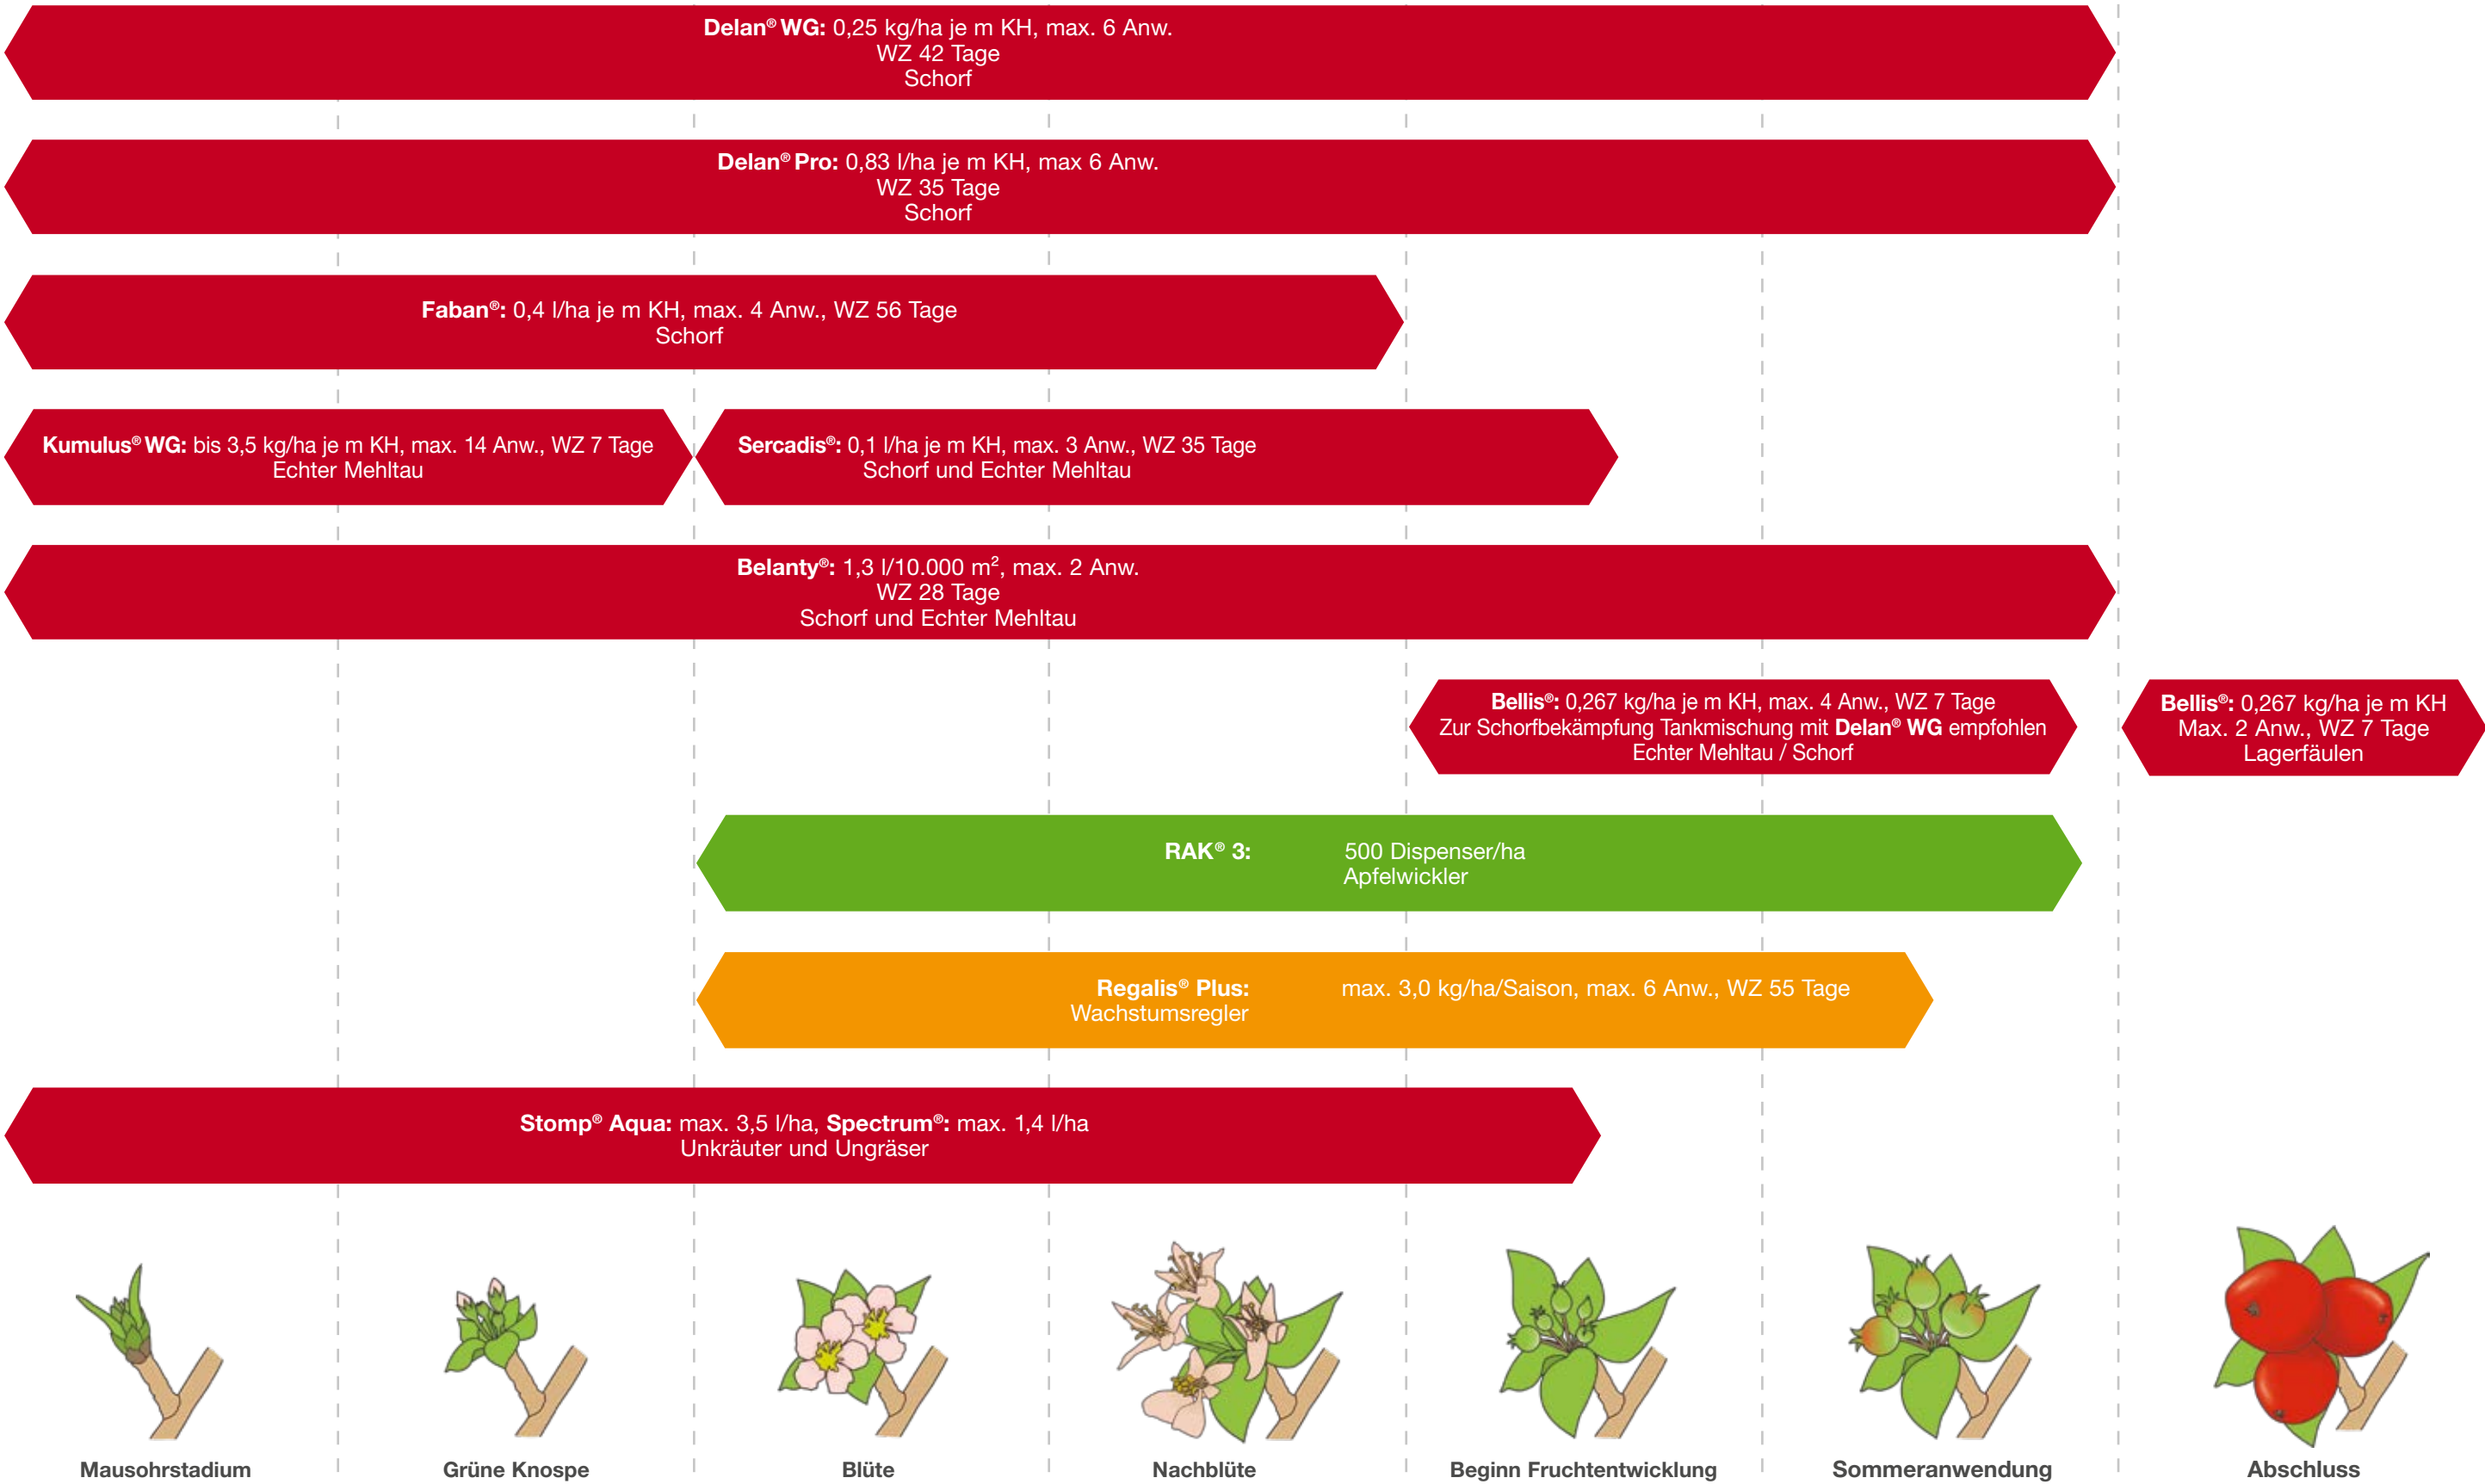 Delan® WG: 0,25 kg/ha je m KH, max. 6 Anw.
WZ 42 Tage
Schorf
Delan® Pro: 0,83 l/ha je m KH, max 6 Anw.
WZ 35 Tage
Schorf
Faban®: 0,4 l/ha je m KH, max. 4 Anw., WZ 56 Tage
Schorf
Kumulus® WG: bis 3,5 kg/ha je m KH, max. 14 Anw., WZ 7 Tage
Echter Mehltau
Sercadis®: 0,1 l/ha je m KH, max. 3 Anw., WZ 35 Tage
Schorf und Echter Mehltau
Belanty®: 1,3 l/10.000 m², max. 2 Anw.
WZ 28 Tage
Schorf und Echter Mehltau
Bellis®: 0,267 kg/ha je m KH, max. 4 Anw., WZ 7 Tage
Zur Schorfbekämpfung Tankmischung mit Delan® WG empfohlen
Echter Mehltau / Schorf
Bellis®: 0,267 kg/ha je m KH
Max. 2 Anw., WZ 7 Tage
Lagerfäulen
RAK® 3: 500 Dispenser/ha
Apfelwickler
Regalis® Plus: max. 3,0 kg/ha/Saison, max. 6 Anw., WZ 55 Tage
Wachstumsregler
Stomp® Aqua: max. 3,5 l/ha, Spectrum®: max. 1,4 l/ha
Unkräuter und Ungräser
Mausohrstadium
Grüne Knospe
Blüte
Nachblüte
Beginn Fruchtentwicklung
Sommeranwendung
Abschluss